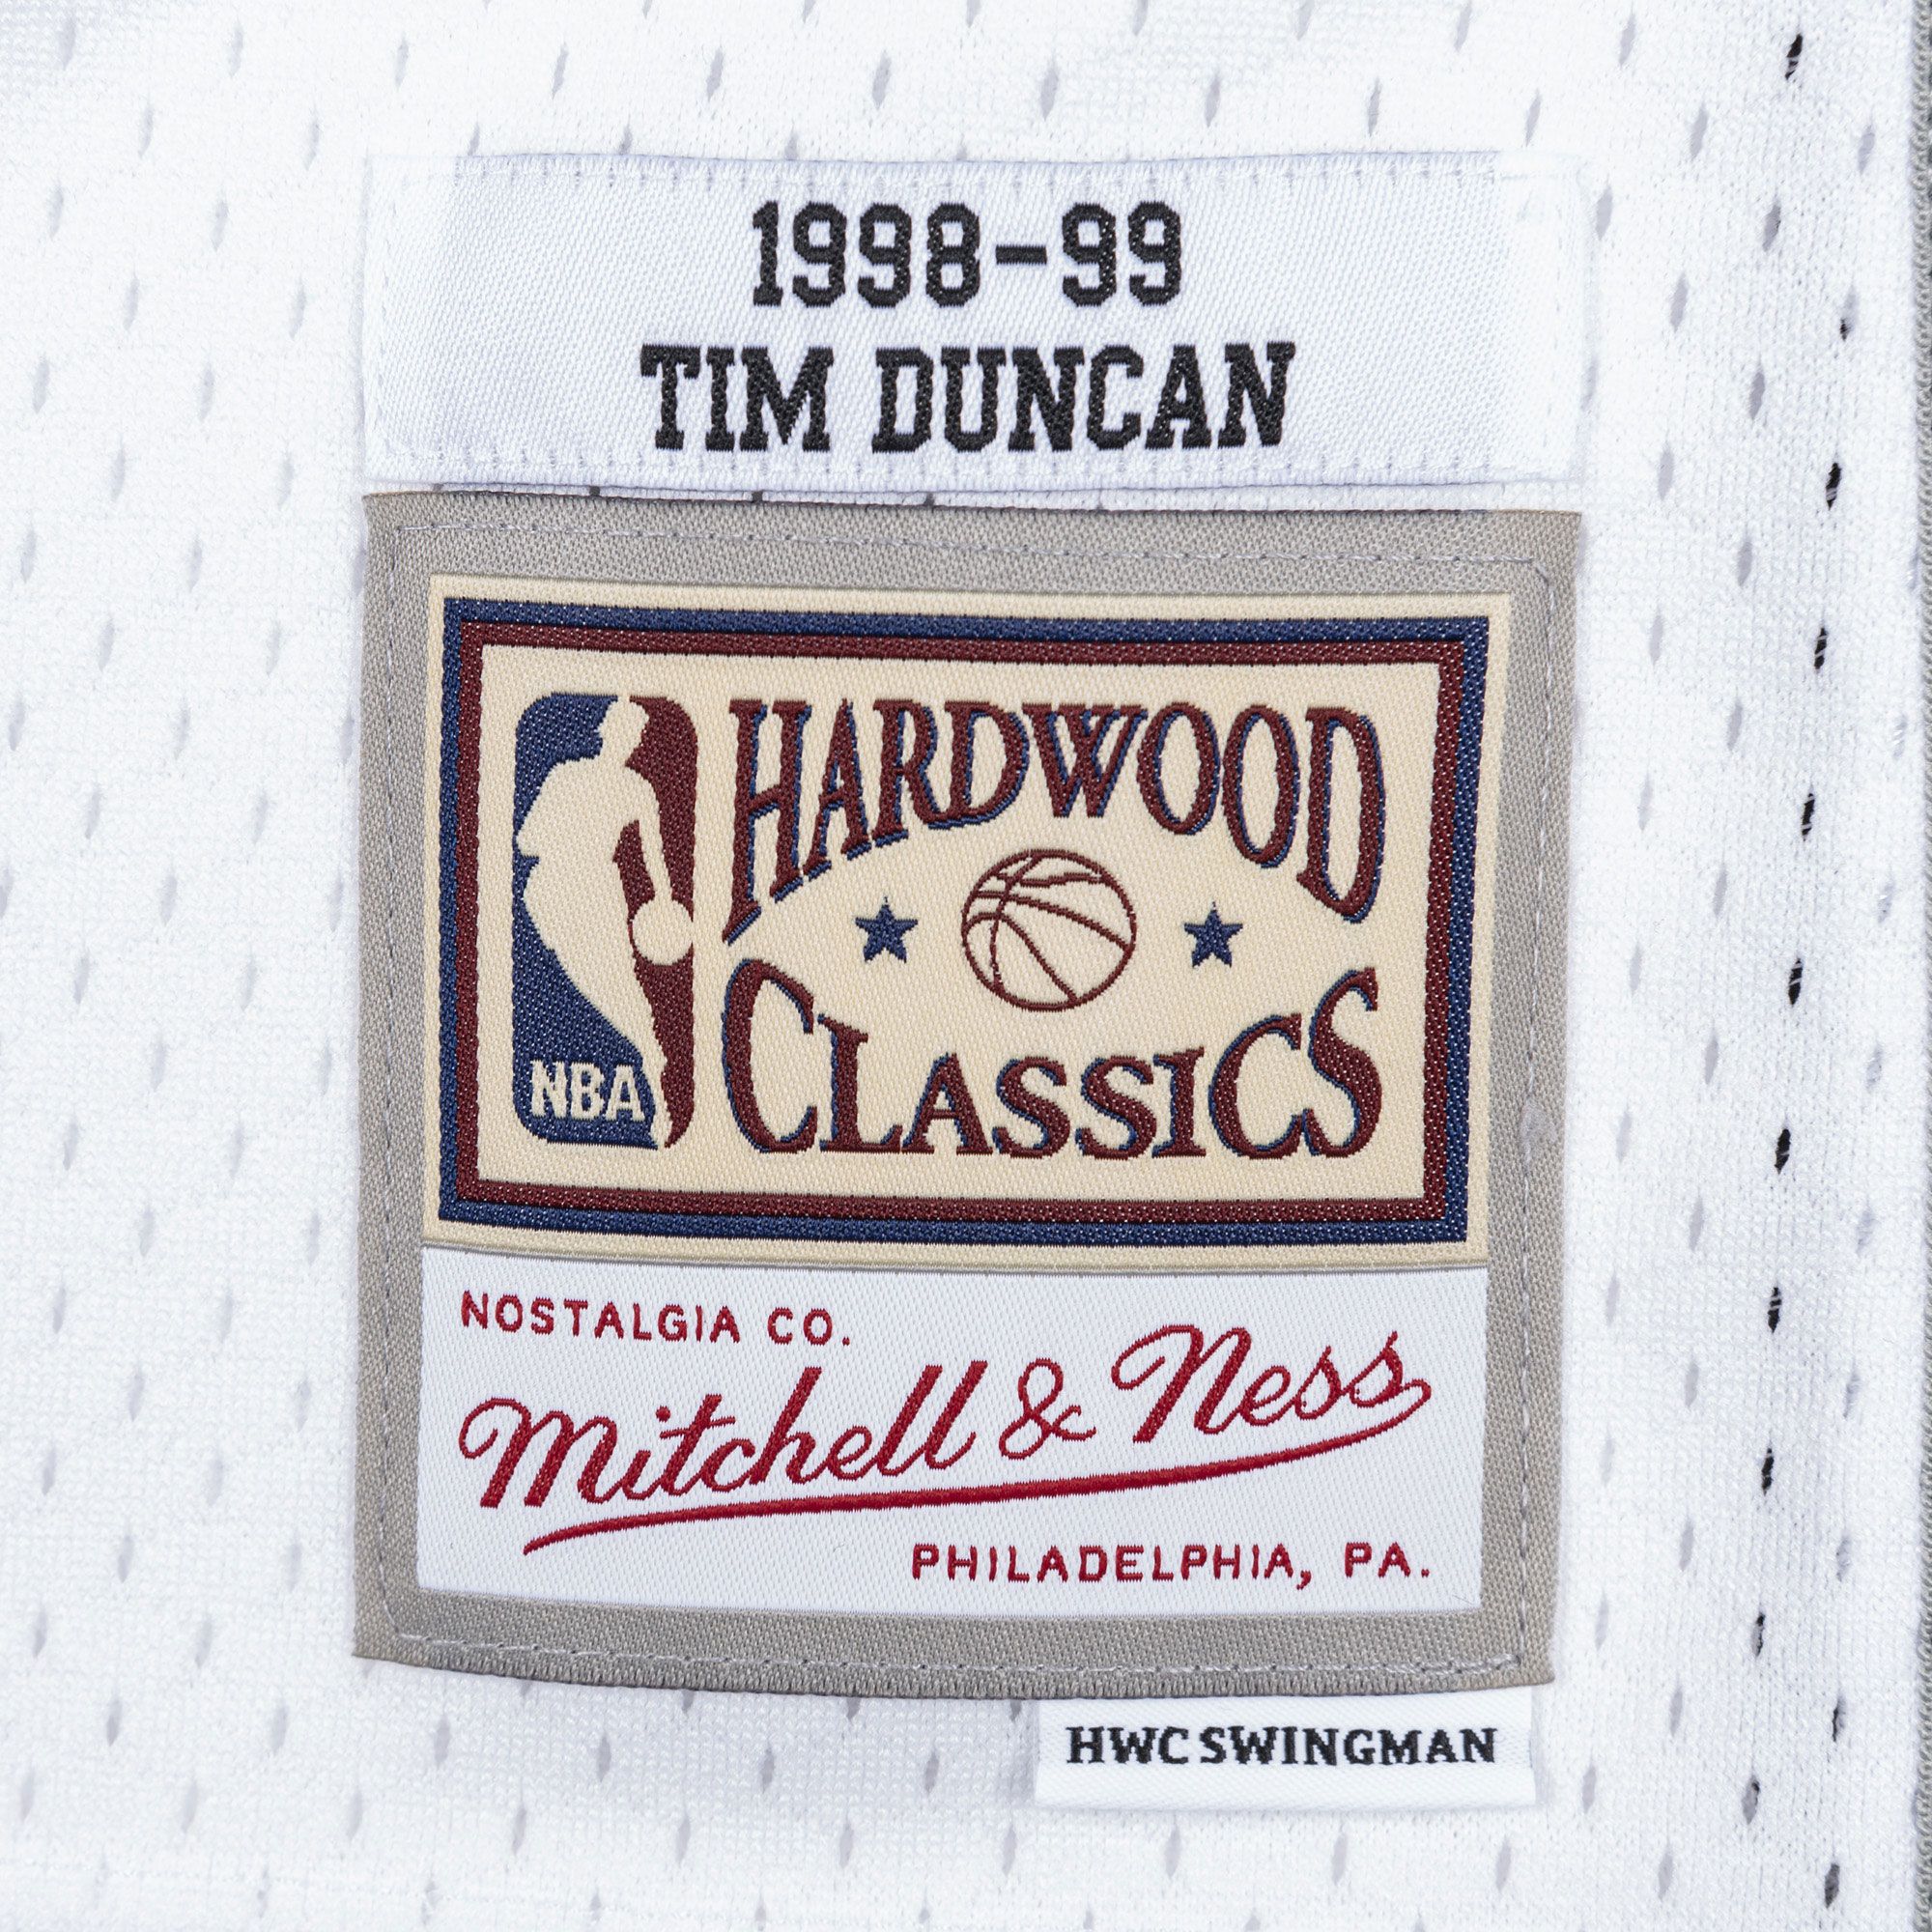 1998-99
TIM DUNCAN
HARDWOOD
CLASSICS
NBA
NOSTALGIA CO.
Mitchell & Ness
PHILADELPHIA, PA.
HWC SWINGMAN